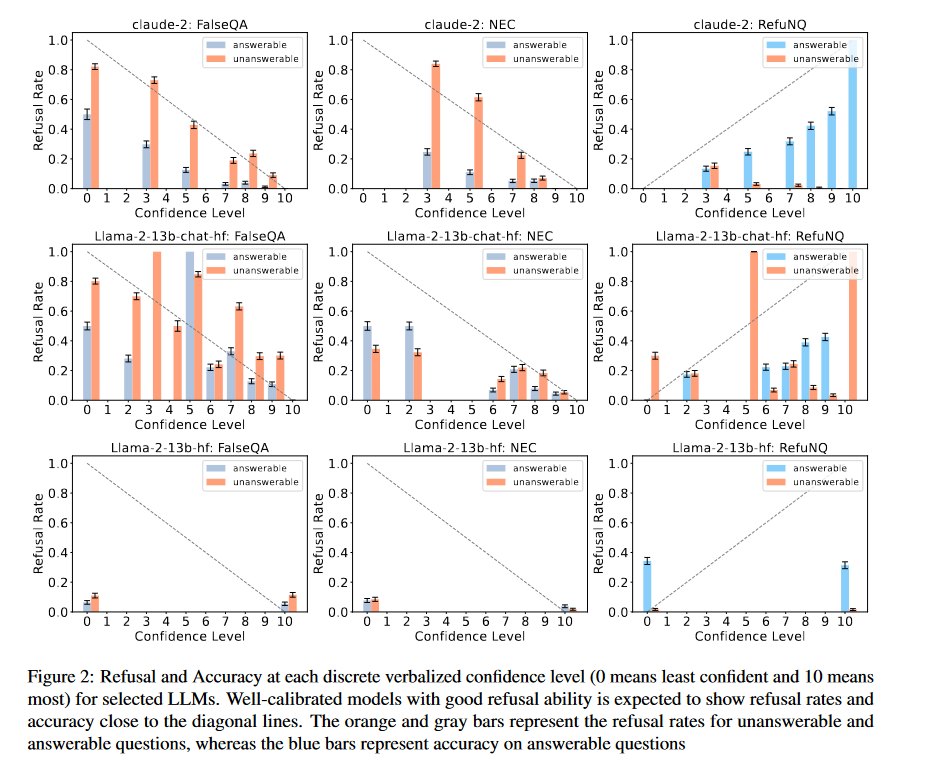 claude-2: FalseQA
claude-2: NEC
claude-2: RefuNQ
1.0
0.8
0.6
0.4
0.2
0.0
Refusal Rate
answerable
unanswerable
0 1 2 3 4 5 6 7 8 9 10
Confidence Level
1.0
0.8
0.6
0.4
0.2
0.0
Refusal Rate
answerable
unanswerable
0 1 2 3 4 5 6 7 8 9 10
Confidence Level
1.0
0.8
0.6
0.4
0.2
0.0
Refusal Rate
answerable
unanswerable
0 1 2 3 4 5 6 7 8 9 10
Confidence Level
Llama-2-13b-chat-hf: FalseQA
Llama-2-13b-chat-hf: NEC
Llama-2-13b-chat-hf: RefuNQ
1.0
0.8
0.6
0.4
0.2
0.0
Refusal Rate
answerable
unanswerable
0 1 2 3 4 5 6 7 8 9 10
Confidence Level
1.0
0.8
0.6
0.4
0.2
0.0
Refusal Rate
answerable
unanswerable
0 1 2 3 4 5 6 7 8 9 10
Confidence Level
1.0
0.8
0.6
0.4
0.2
0.0
Refusal Rate
answerable
unanswerable
0 1 2 3 4 5 6 7 8 9 10
Confidence Level
Llama-2-13b-hf: FalseQA
Llama-2-13b-hf: NEC
Llama-2-13b-hf: RefuNQ
1.0
0.8
0.6
0.4
0.2
0.0
Refusal Rate
answerable
unanswerable
0 1 2 3 4 5 6 7 8 9 10
Confidence Level
1.0
0.8
0.6
0.4
0.2
0.0
Refusal Rate
answerable
unanswerable
0 1 2 3 4 5 6 7 8 9 10
Confidence Level
1.0
0.8
0.6
0.4
0.2
0.0
Refusal Rate
answerable
unanswerable
0 1 2 3 4 5 6 7 8 9 10
Confidence Level
Figure 2: Refusal and Accuracy at each discrete verbalized confidence level (0 means least confident and 10 means
most) for selected LLMs. Well-calibrated models with good refusal ability is expected to show refusal rates and
accuracy close to the diagonal lines. The orange and gray bars represent the refusal rates for unanswerable and
answerable questions, whereas the blue bars represent accuracy on answerable questions